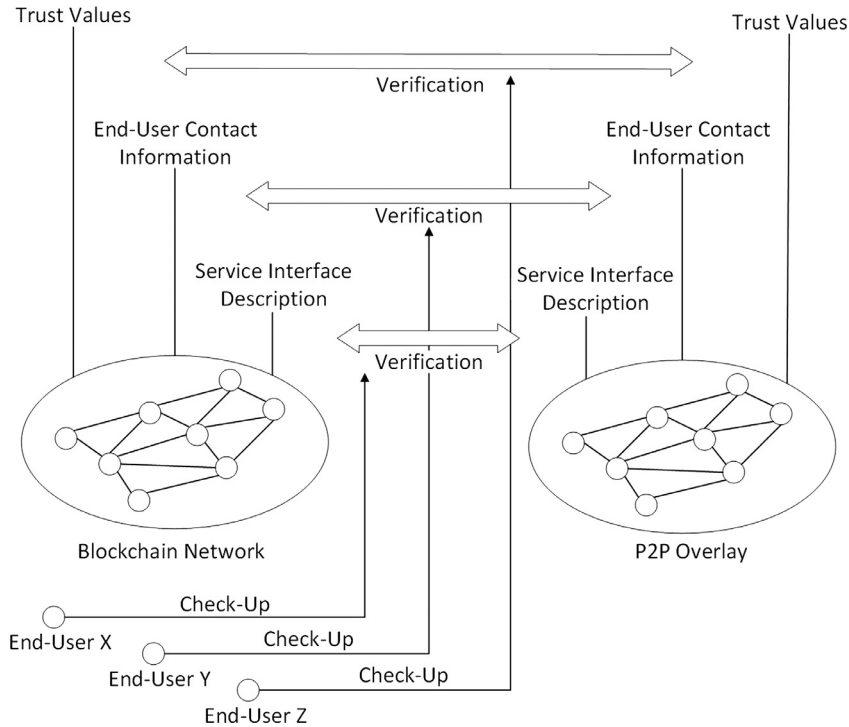 Trust Values
Trust Values
Verification
End-User Contact
Information
End-User Contact
Information
Verification
Service Interface
Description
Service Interface
Description
Verification
Blockchain Network
P2P Overlay
Check-Up
End-User X
Check-Up
End-User Y
Check-Up
End-User Z